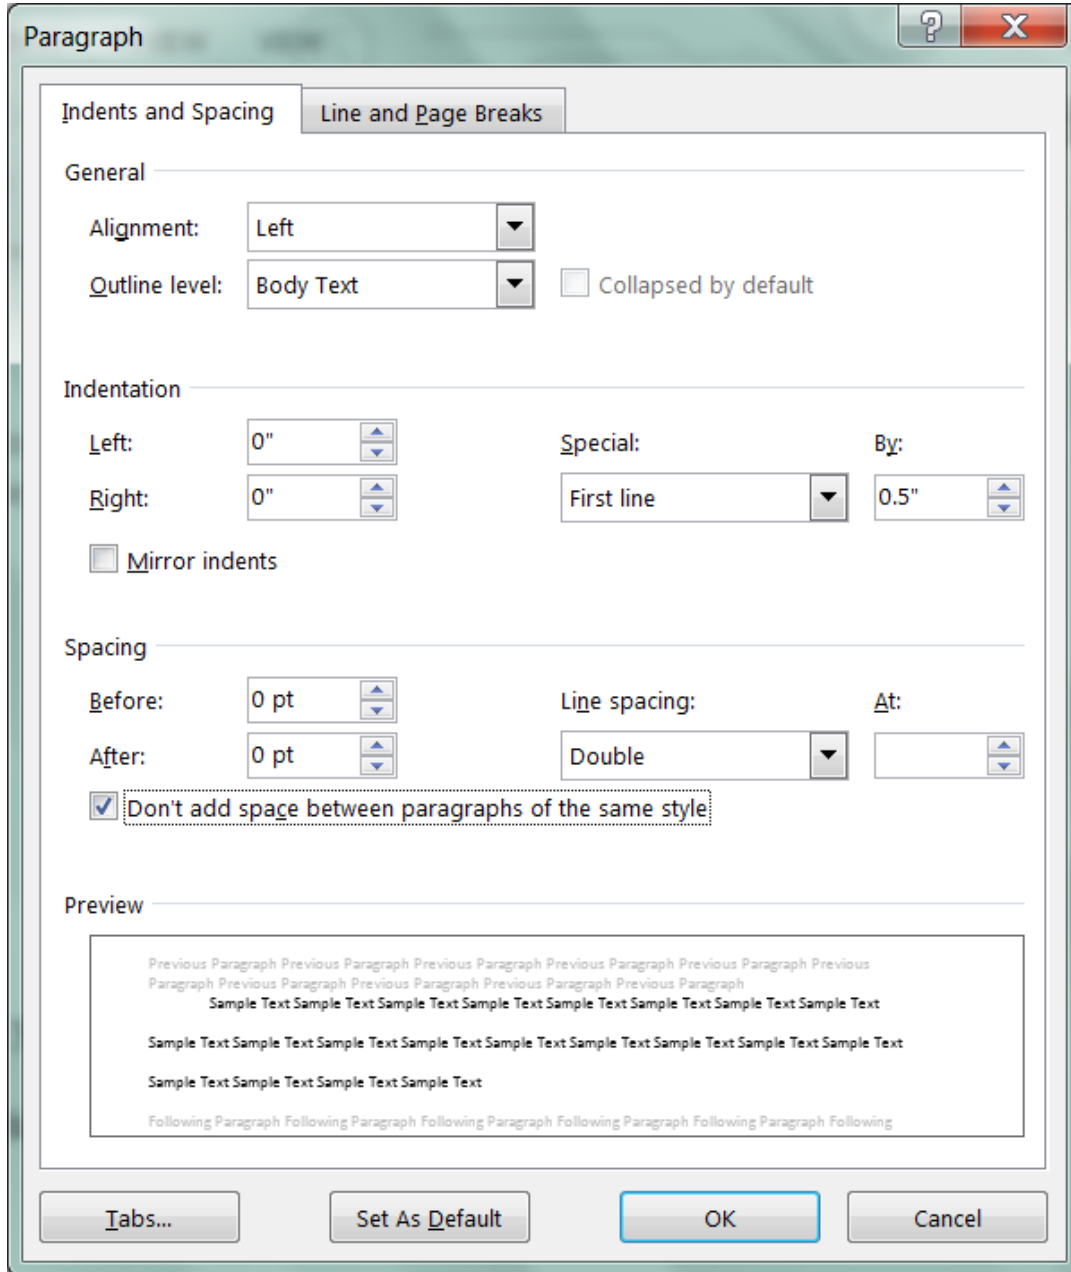 Paragraph
Indents and Spacing
Line and Page Breaks
General
Alignment: Left
Outline level: Body Text Collapsed by default
Indentation
Left: 0" Special: By:
Right: 0" First line 0.5"
Mirror indents
Spacing
Before: 0 pt Line spacing: At:
After: 0 pt Double
Don't add space between paragraphs of the same style
Preview
Previous Paragraph Previous Paragraph Previous Paragraph Previous Paragraph Previous Paragraph Previous
Paragraph Previous Paragraph Previous Paragraph Previous Paragraph Previous Paragraph
Sample Text Sample Text Sample Text Sample Text Sample Text Sample Text Sample Text Sample Text
Sample Text Sample Text Sample Text Sample Text Sample Text Sample Text Sample Text Sample Text Sample Text
Sample Text Sample Text Sample Text Sample Text
Following Paragraph Following Paragraph Following Paragraph Following Paragraph Following Paragraph Following
Tabs... Set As Default OK Cancel